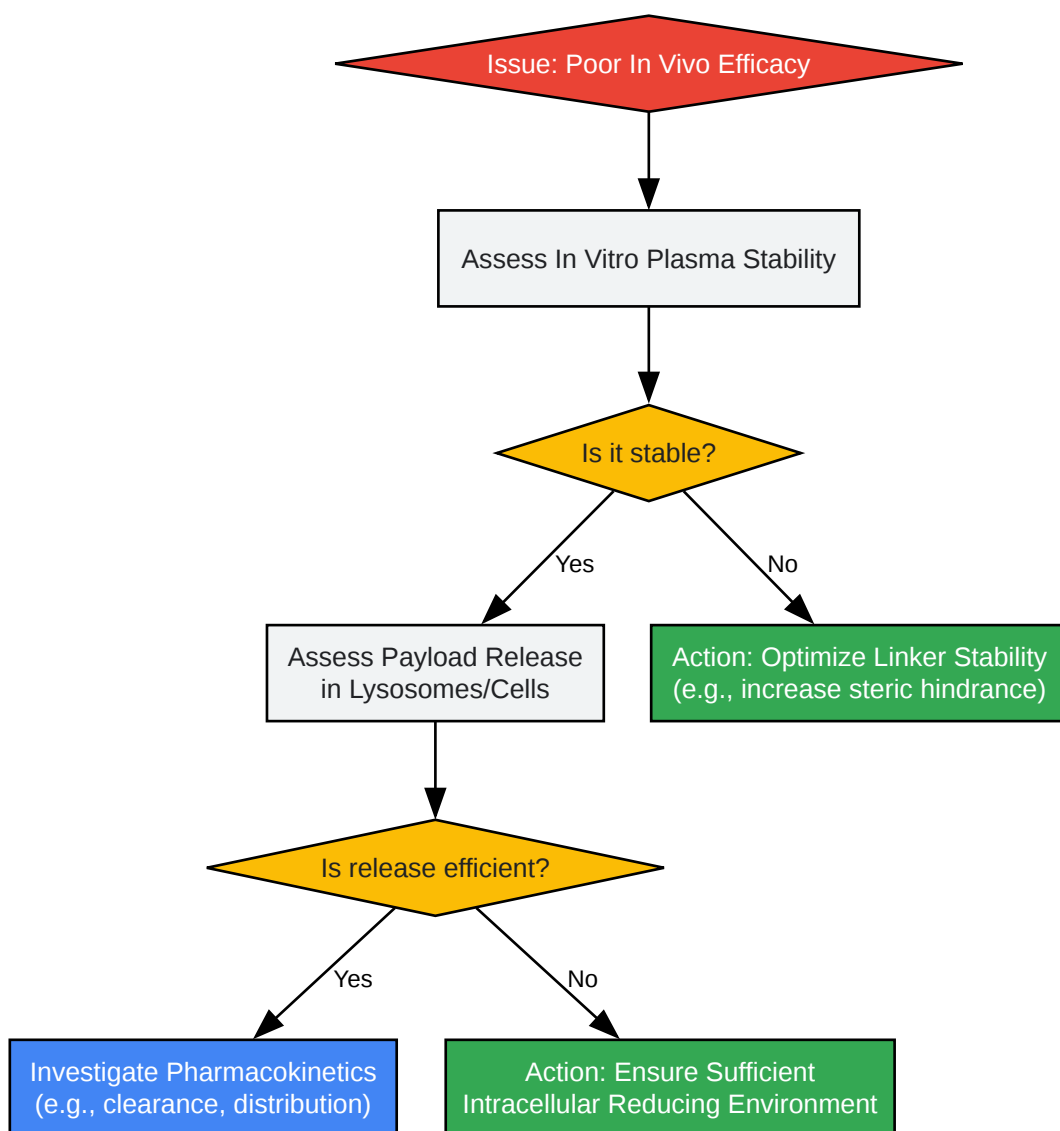 Issue: Poor In Vivo Efficacy
Assess In Vitro Plasma Stability
Is it stable?
Yes
No
Assess Payload Release
in Lysosomes/Cells
Action: Optimize Linker Stability
(e.g., increase steric hindrance)
Is release efficient?
Yes
No
Investigate Pharmacokinetics
(e.g., clearance, distribution)
Action: Ensure Sufficient
Intracellular Reducing Environment